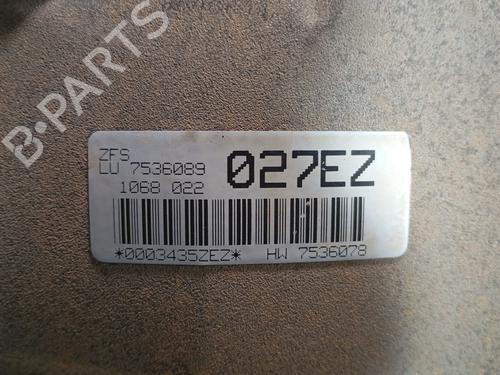 B-PARTS
ZFS
LU 7536089
1068 022
027EZ
*0003435ZEZ*
HW 7536078